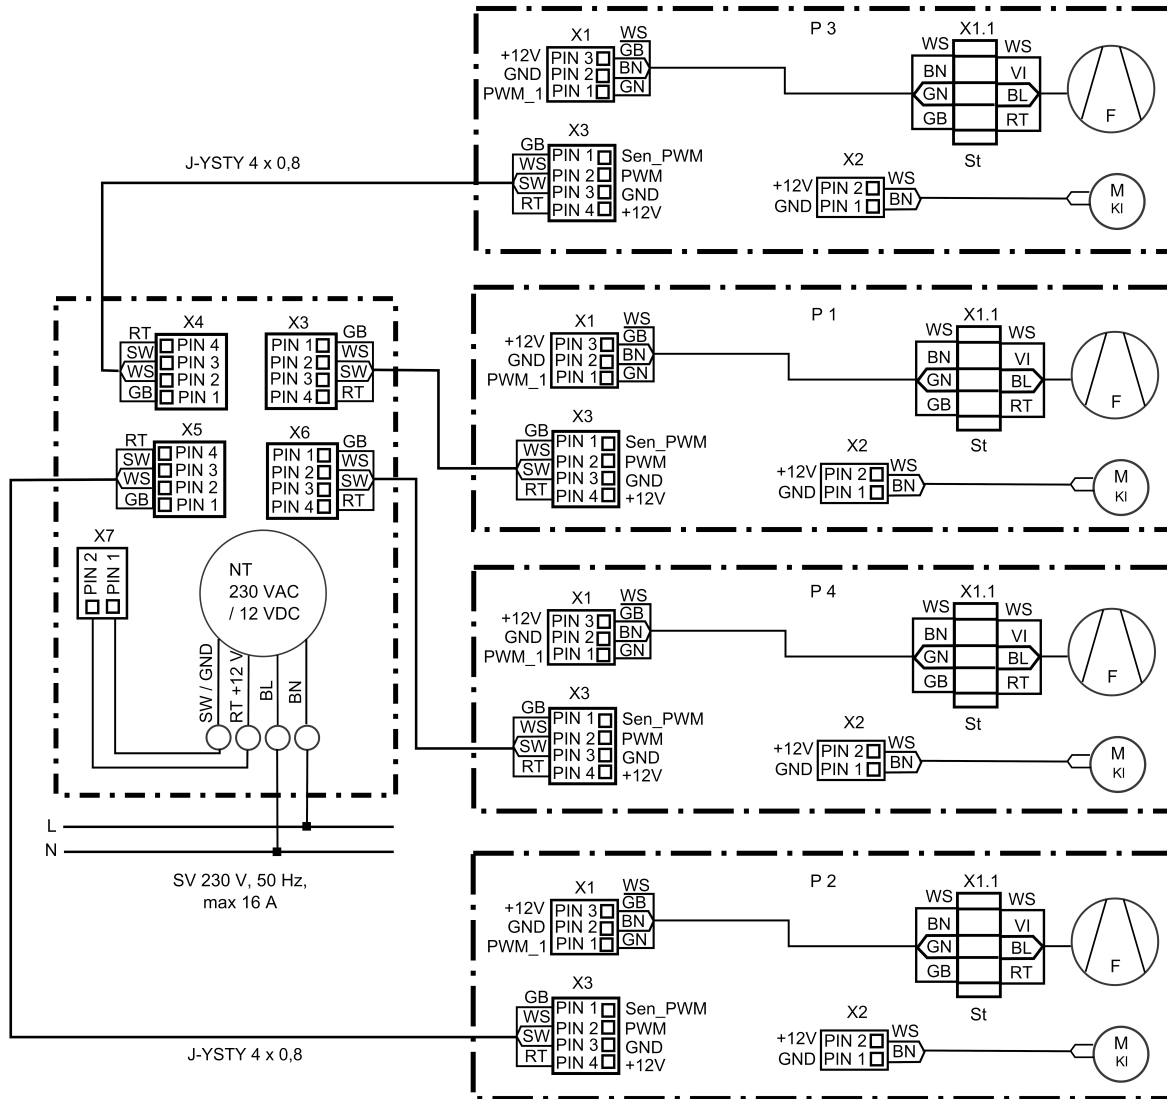 P 3
X1
WS
+12V PIN 3 GB
GND PIN 2 BN
PWM_1 PIN 1 GN
X1.1
WS WS
BN VI
GN BL
GB RT
St
F
X3
GB PIN 1 Sen_PWM
WS PIN 2 PWM
SW PIN 3 GND
RT PIN 4 +12V
X2
+12V PIN 2 WS
GND PIN 1 BN
M
KI
J-YSTY 4 x 0,8
X4
RT PIN 4
SW PIN 3
WS PIN 2
GB PIN 1
X3
PIN 1 GB
PIN 2 WS
PIN 3 SW
PIN 4 RT
X5
RT PIN 4
SW PIN 3
WS PIN 2
GB PIN 1
X6
PIN 1 GB
PIN 2 WS
PIN 3 SW
PIN 4 RT
X7
PIN 2
PIN 1
NT
230 VAC
/ 12 VDC
SW / GND
RT +12 V
BL
BN
L
N
SV 230 V, 50 Hz,
max 16 A
P 1
X1
WS
+12V PIN 3 GB
GND PIN 2 BN
PWM_1 PIN 1 GN
X1.1
WS WS
BN VI
GN BL
GB RT
St
F
X3
GB PIN 1 Sen_PWM
WS PIN 2 PWM
SW PIN 3 GND
RT PIN 4 +12V
X2
+12V PIN 2 WS
GND PIN 1 BN
M
KI
P 4
X1
WS
+12V PIN 3 GB
GND PIN 2 BN
PWM_1 PIN 1 GN
X1.1
WS WS
BN VI
GN BL
GB RT
St
F
X3
GB PIN 1 Sen_PWM
WS PIN 2 PWM
SW PIN 3 GND
RT PIN 4 +12V
X2
+12V PIN 2 WS
GND PIN 1 BN
M
KI
P 2
X1
WS
+12V PIN 3 GB
GND PIN 2 BN
PWM_1 PIN 1 GN
X1.1
WS WS
BN VI
GN BL
GB RT
St
F
X3
GB PIN 1 Sen_PWM
WS PIN 2 PWM
SW PIN 3 GND
RT PIN 4 +12V
X2
+12V PIN 2 WS
GND PIN 1 BN
M
KI
J-YSTY 4 x 0,8